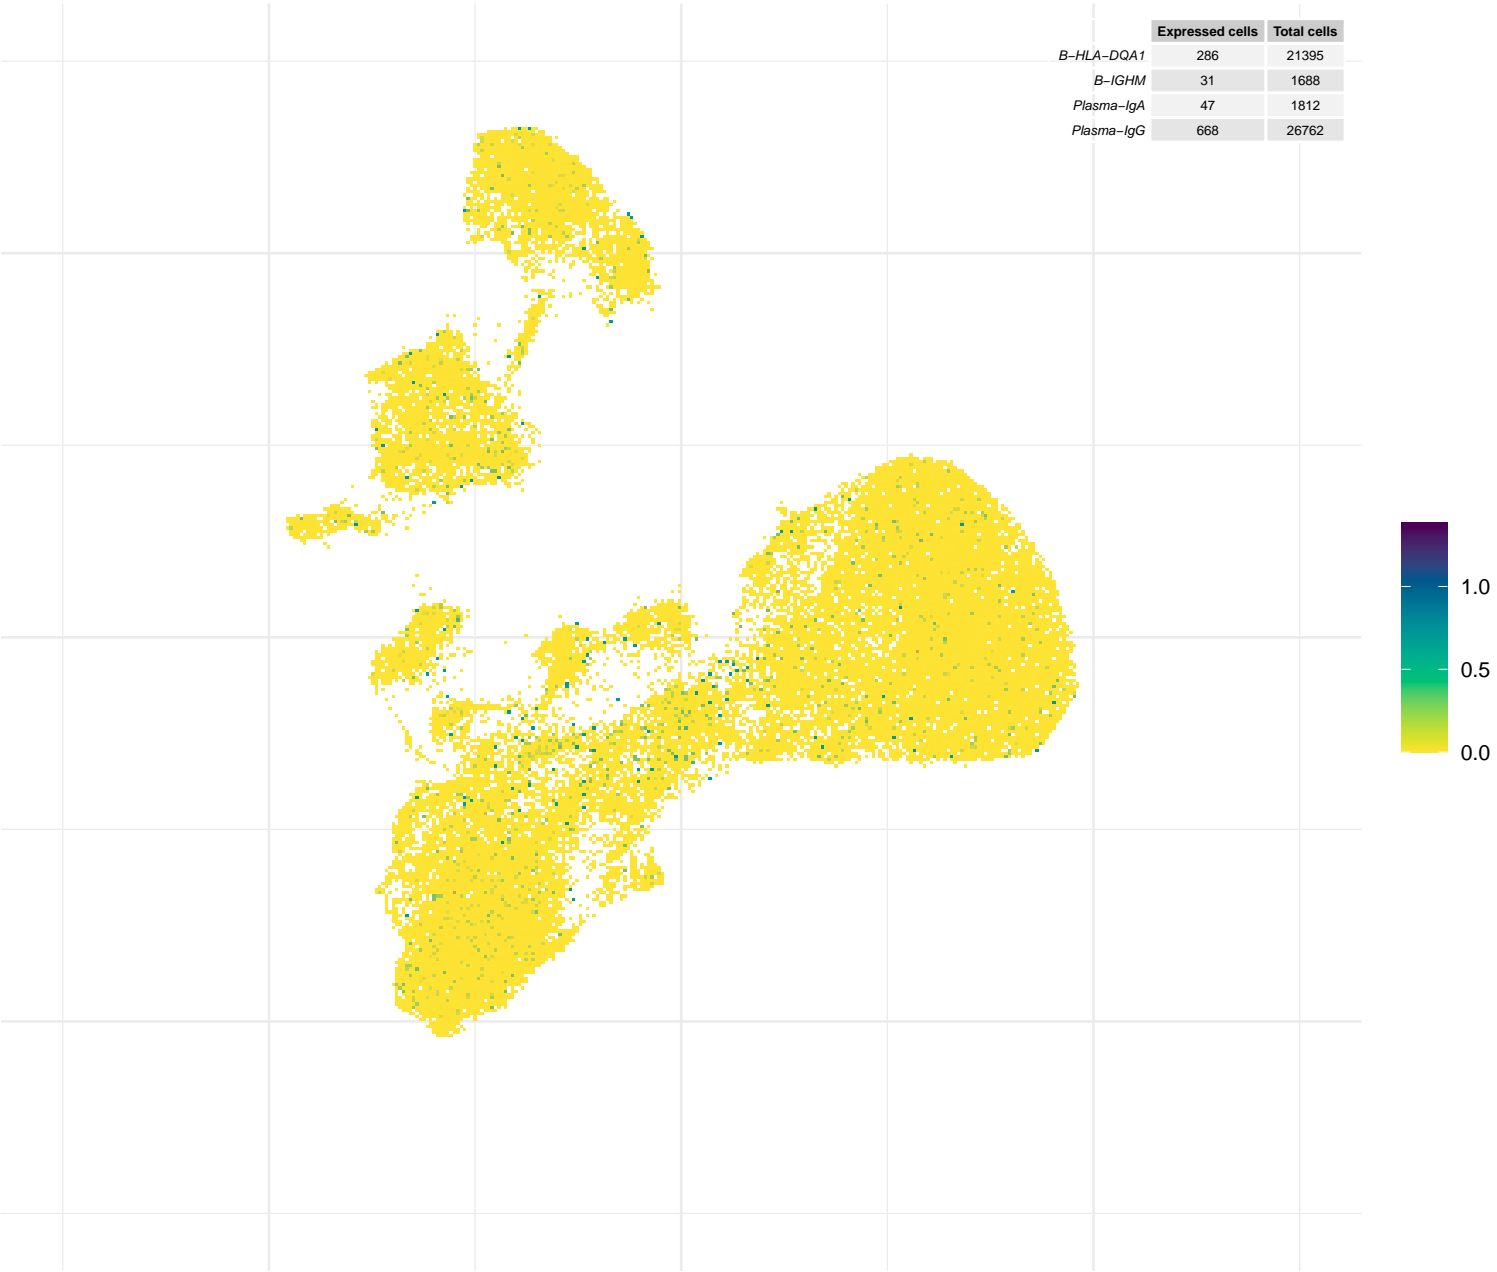 Expressed cells Total cells
B−HLA−DQA1 286 21395
B−IGHM 31 1688
Plasma−IgA 47 1812
Plasma−IgG 668 26762
1.0
0.5
0.0